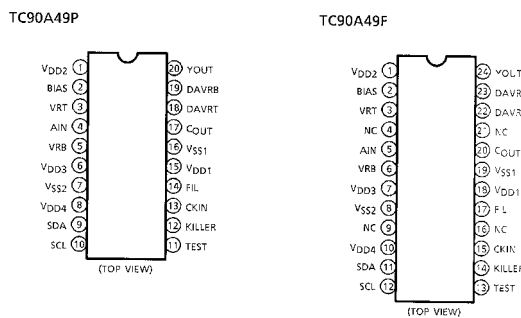 TC90A49P
VDD2 1 20 YOUT
BIAS 2 19 DAVRB
VRT 3 18 DAVRT
AIN 4 17 COUT
VRB 5 16 VSS1
VDD3 6 15 VDD1
VSS2 7 14 FIL
VDD4 8 13 CKIN
SDA 9 12 KILLER
SCL 10 11 TEST
(TOP VIEW)
TC90A49F
VDD2 1 24 YOUT
BIAS 2 23 DAVR
VRT 3 22 DAVR
NC 4 21 NC
AIN 5 20 COUT
VRB 6 19 VSS1
VDD3 7 18 VDD1
VSS2 8 17 FIL
NC 9 16 NC
VDD4 10 15 CKIN
SDA 11 14 KILLER
SCL 12 13 TEST
(TOP VIEW)